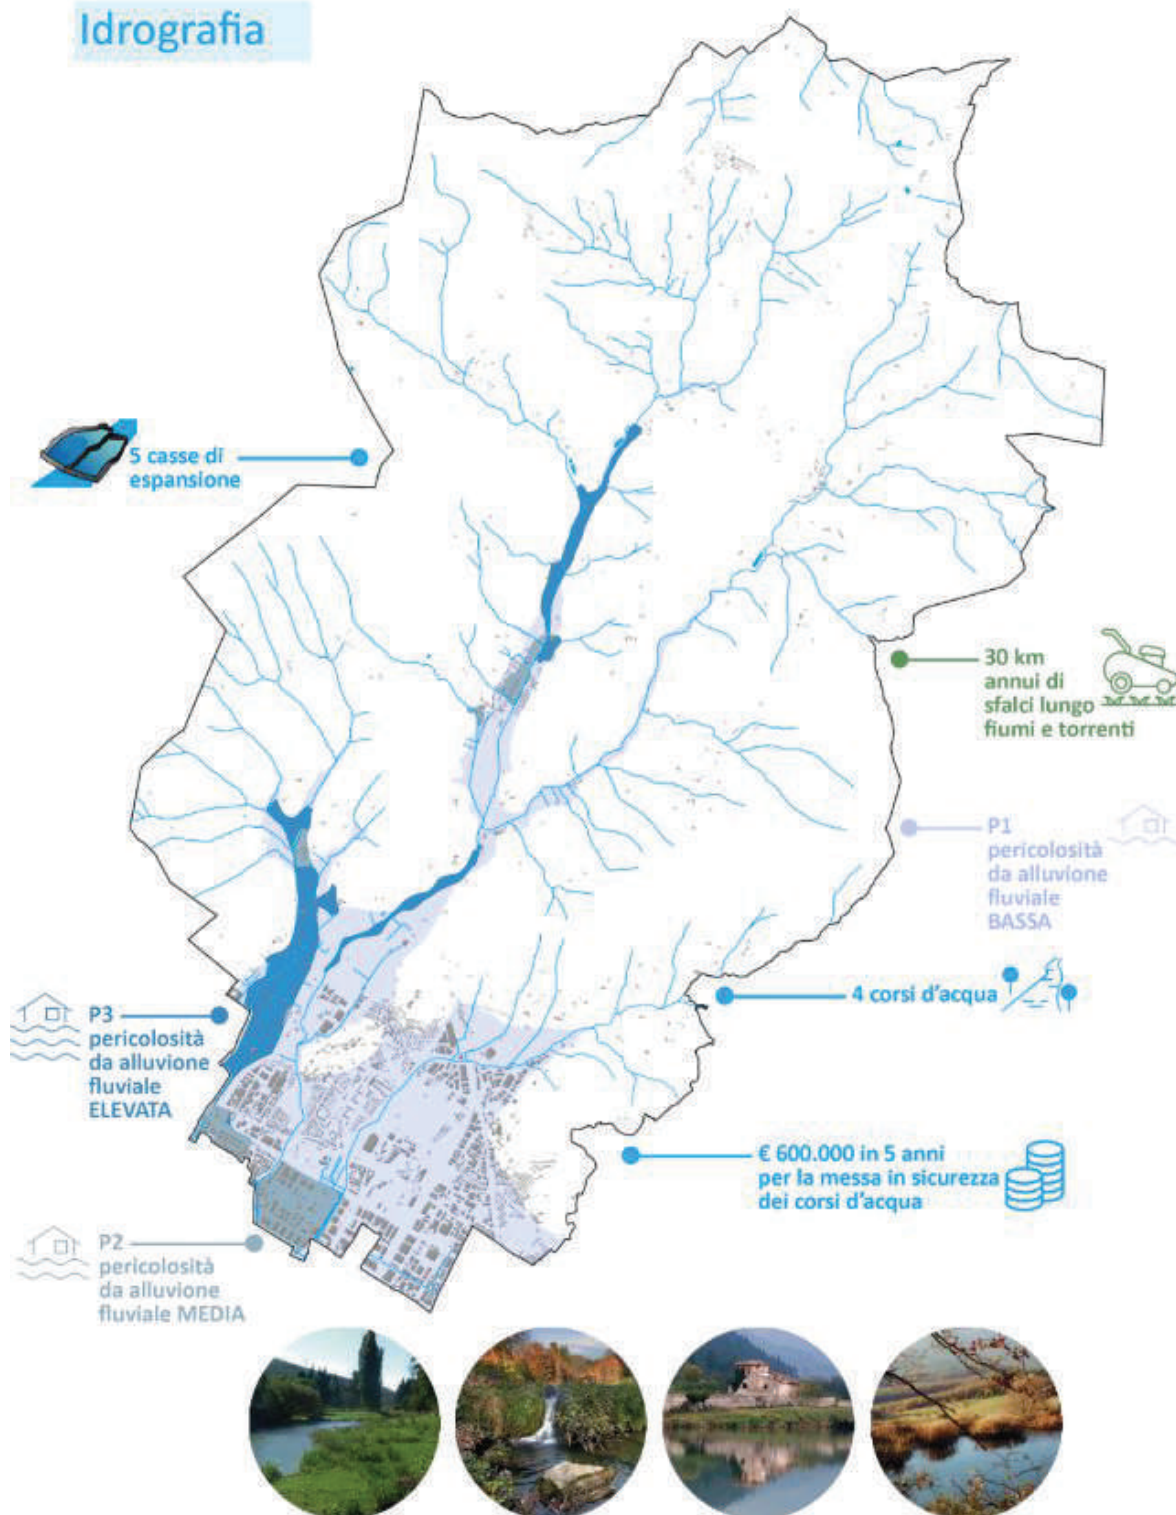 Idrografia
5 casse di
espansione
30 km
annui di
sfalci lungo
fiumi e torrenti
P1
pericolosità
da alluvione
fluviale
BASSA
4 corsi d'acqua
P3
pericolosità
da alluvione
fluviale
ELEVATA
€ 600.000 in 5 anni
per la messa in sicurezza
dei corsi d'acqua
P2
pericolosità
da alluvione
fluviale MEDIA